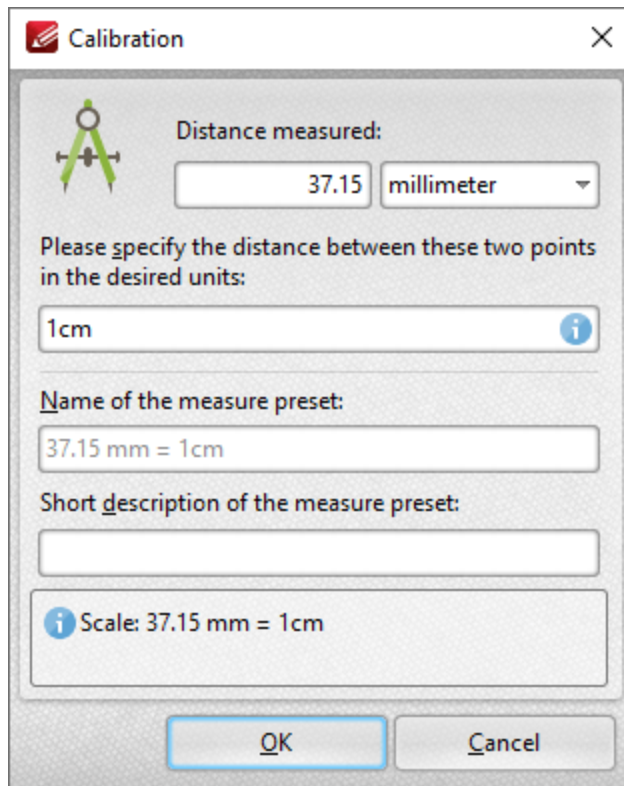 Calibration
Distance measured:
37.15 millimeter
Please specify the distance between these two points
in the desired units:
1cm
Name of the measure preset:
37.15 mm = 1cm
Short description of the measure preset:
Scale: 37.15 mm = 1cm
OK Cancel